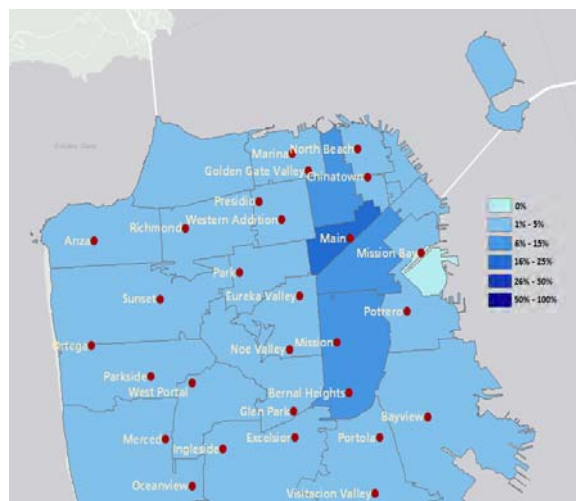 North Beach
Marina
Golden Gate Valley
Chinatown
Presidio
Western Addition
Richmond
Anza
Main
Mission Bay
0%
1% - 5%
6% - 15%
16% - 25%
26% - 50%
50% - 100%
Park
Sunset
Eureka Valley
Potrero
Ortega
Noe Valley
Mission
Parkside
West Portal
Bernal Heights
Glen Park
Bayview
Merced
Ingleside
Excelsior
Portola
Oceanview
Visitacion Valley